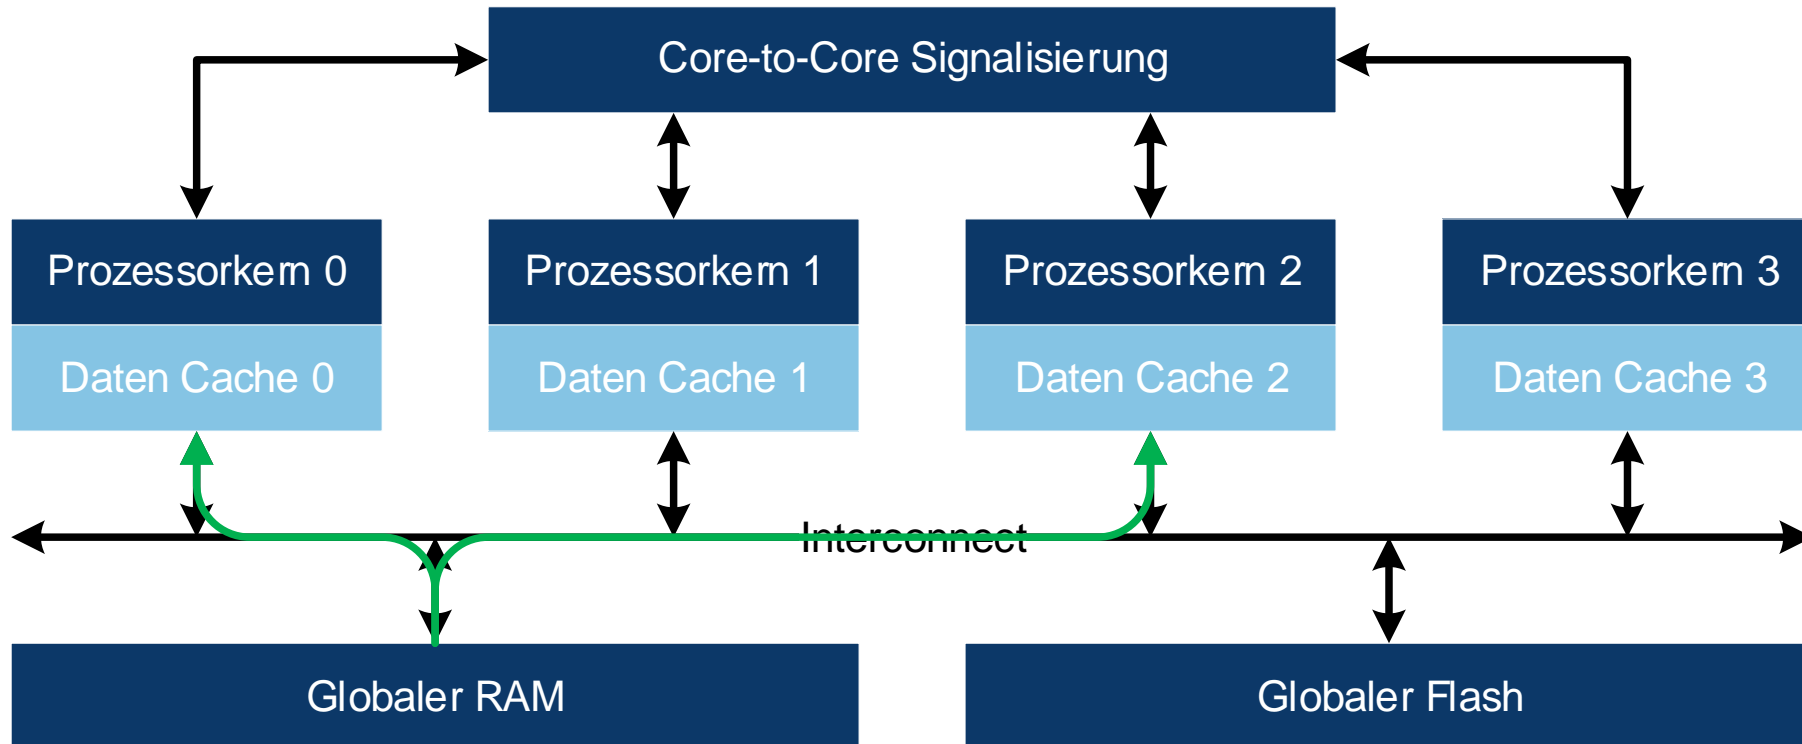 Core-to-Core Signalisierung
Prozessorkern 0
Prozessorkern 1
Prozessorkern 2
Prozessorkern 3
Daten Cache 0
Daten Cache 1
Daten Cache 2
Daten Cache 3
Interconnect
Globaler RAM
Globaler Flash